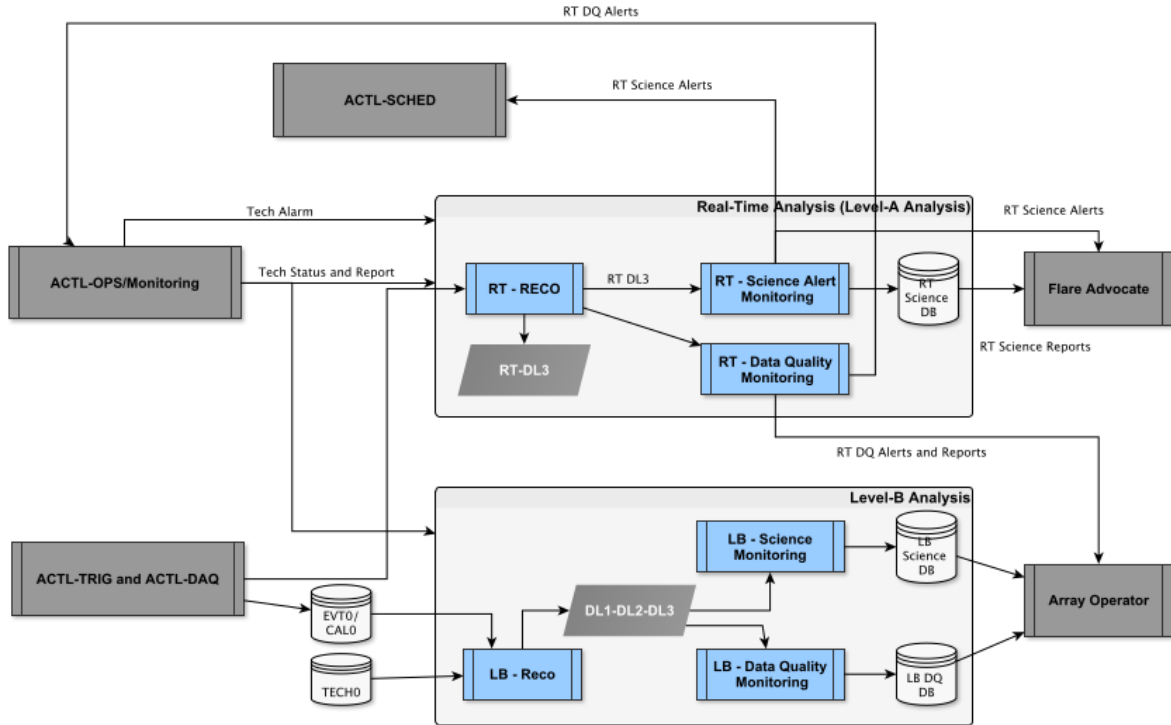 RT DQ Alerts
ACTL-SCHED
RT Science Alerts
Real-Time Analysis (Level-A Analysis)
Tech Alarm
RT Science Alerts
ACTL-OPS/Monitoring
Tech Status and Report
RT - RECO
RT DL3
RT - Science Alert
Monitoring
RT
Science
DB
Flare Advocate
RT-DL3
RT - Data Quality
Monitoring
RT Science Reports
RT DQ Alerts and Reports
Level-B Analysis
ACTL-TRIG and ACTL-DAQ
LB - Science
Monitoring
LB
Science
DB
EVT0/
CAL0
DL1-DL2-DL3
Array Operator
TECH0
LB - Reco
LB - Data Quality
Monitoring
LB DQ
DB